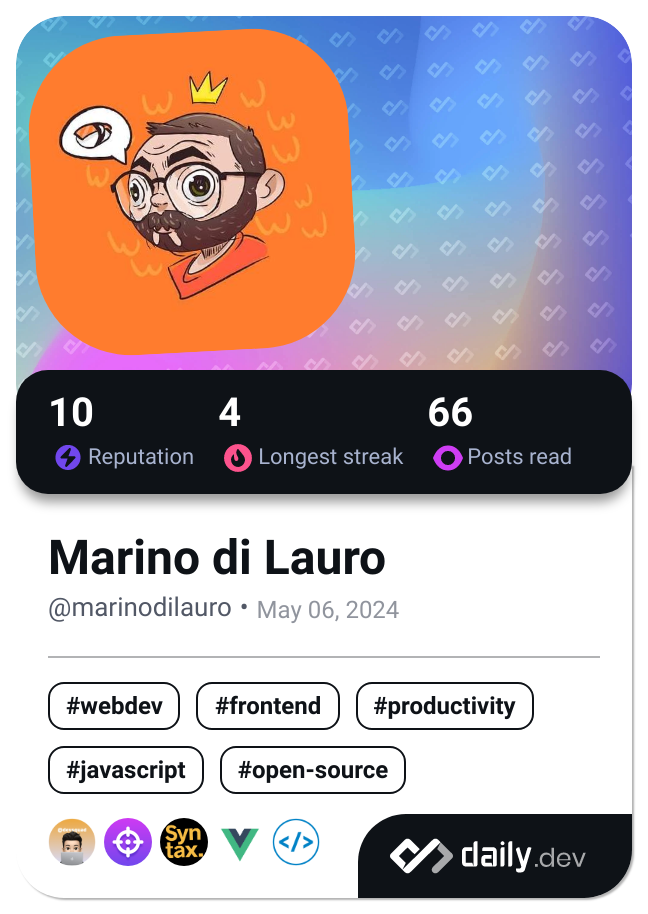 10 4 66
Reputation Longest streak Posts read
Marino di Lauro
@marinodilauro • May 06, 2024
#webdev #frontend #productivity
#javascript #open-source
Syn
tax.
</>
daily.dev